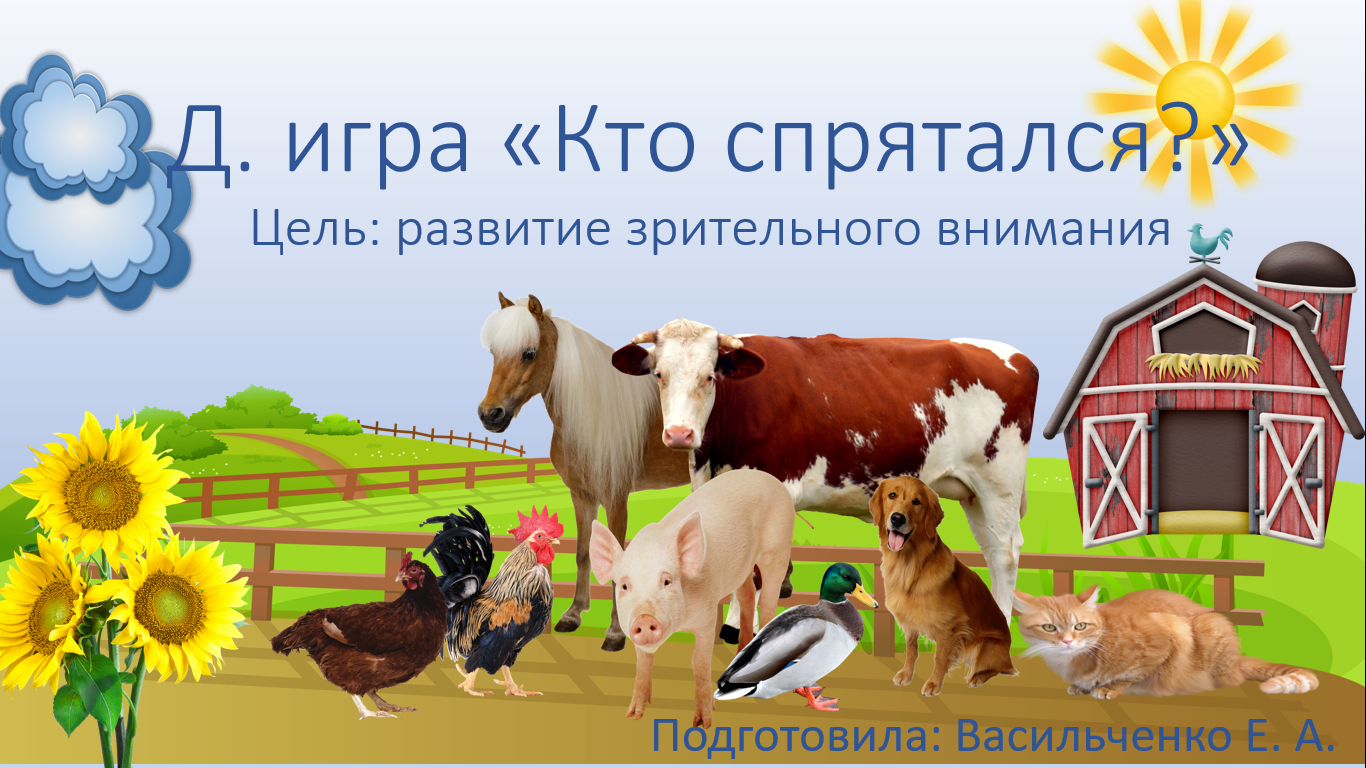 Д. игра «Кто спрятался?»
Цель: развитие зрительного внимания
Подготовила: Васильченко Е. А.